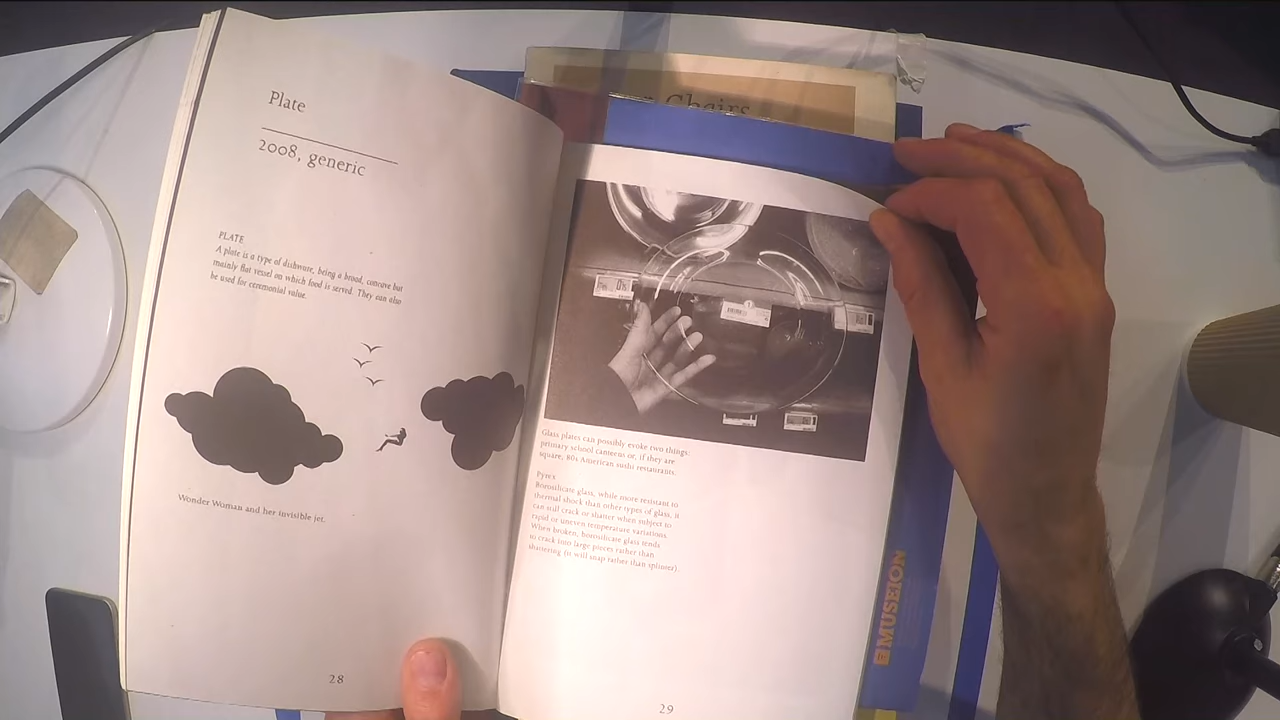 Chairs
Plate
2008, generic
PLATE
A plate is a type of dishware, being a broad, concave but
mainly flat vessel on which food is served. They can also
be used for ceremonial value.
Wonder Woman and her invisible jet.
28
Glass plates can possibly evoke two things:
primary school canteens or, if they are
square, 80s American sushi restaurants.
Pyrex
Borosilicate glass, while more resistant to
thermal shock than other types of glass, it
can still crack or shatter when subject to
rapid or uneven temperature variations.
When broken, borosilicate glass tends
to crack into large pieces rather than
shattering (it will snap rather than splinter).
29
MUSEION